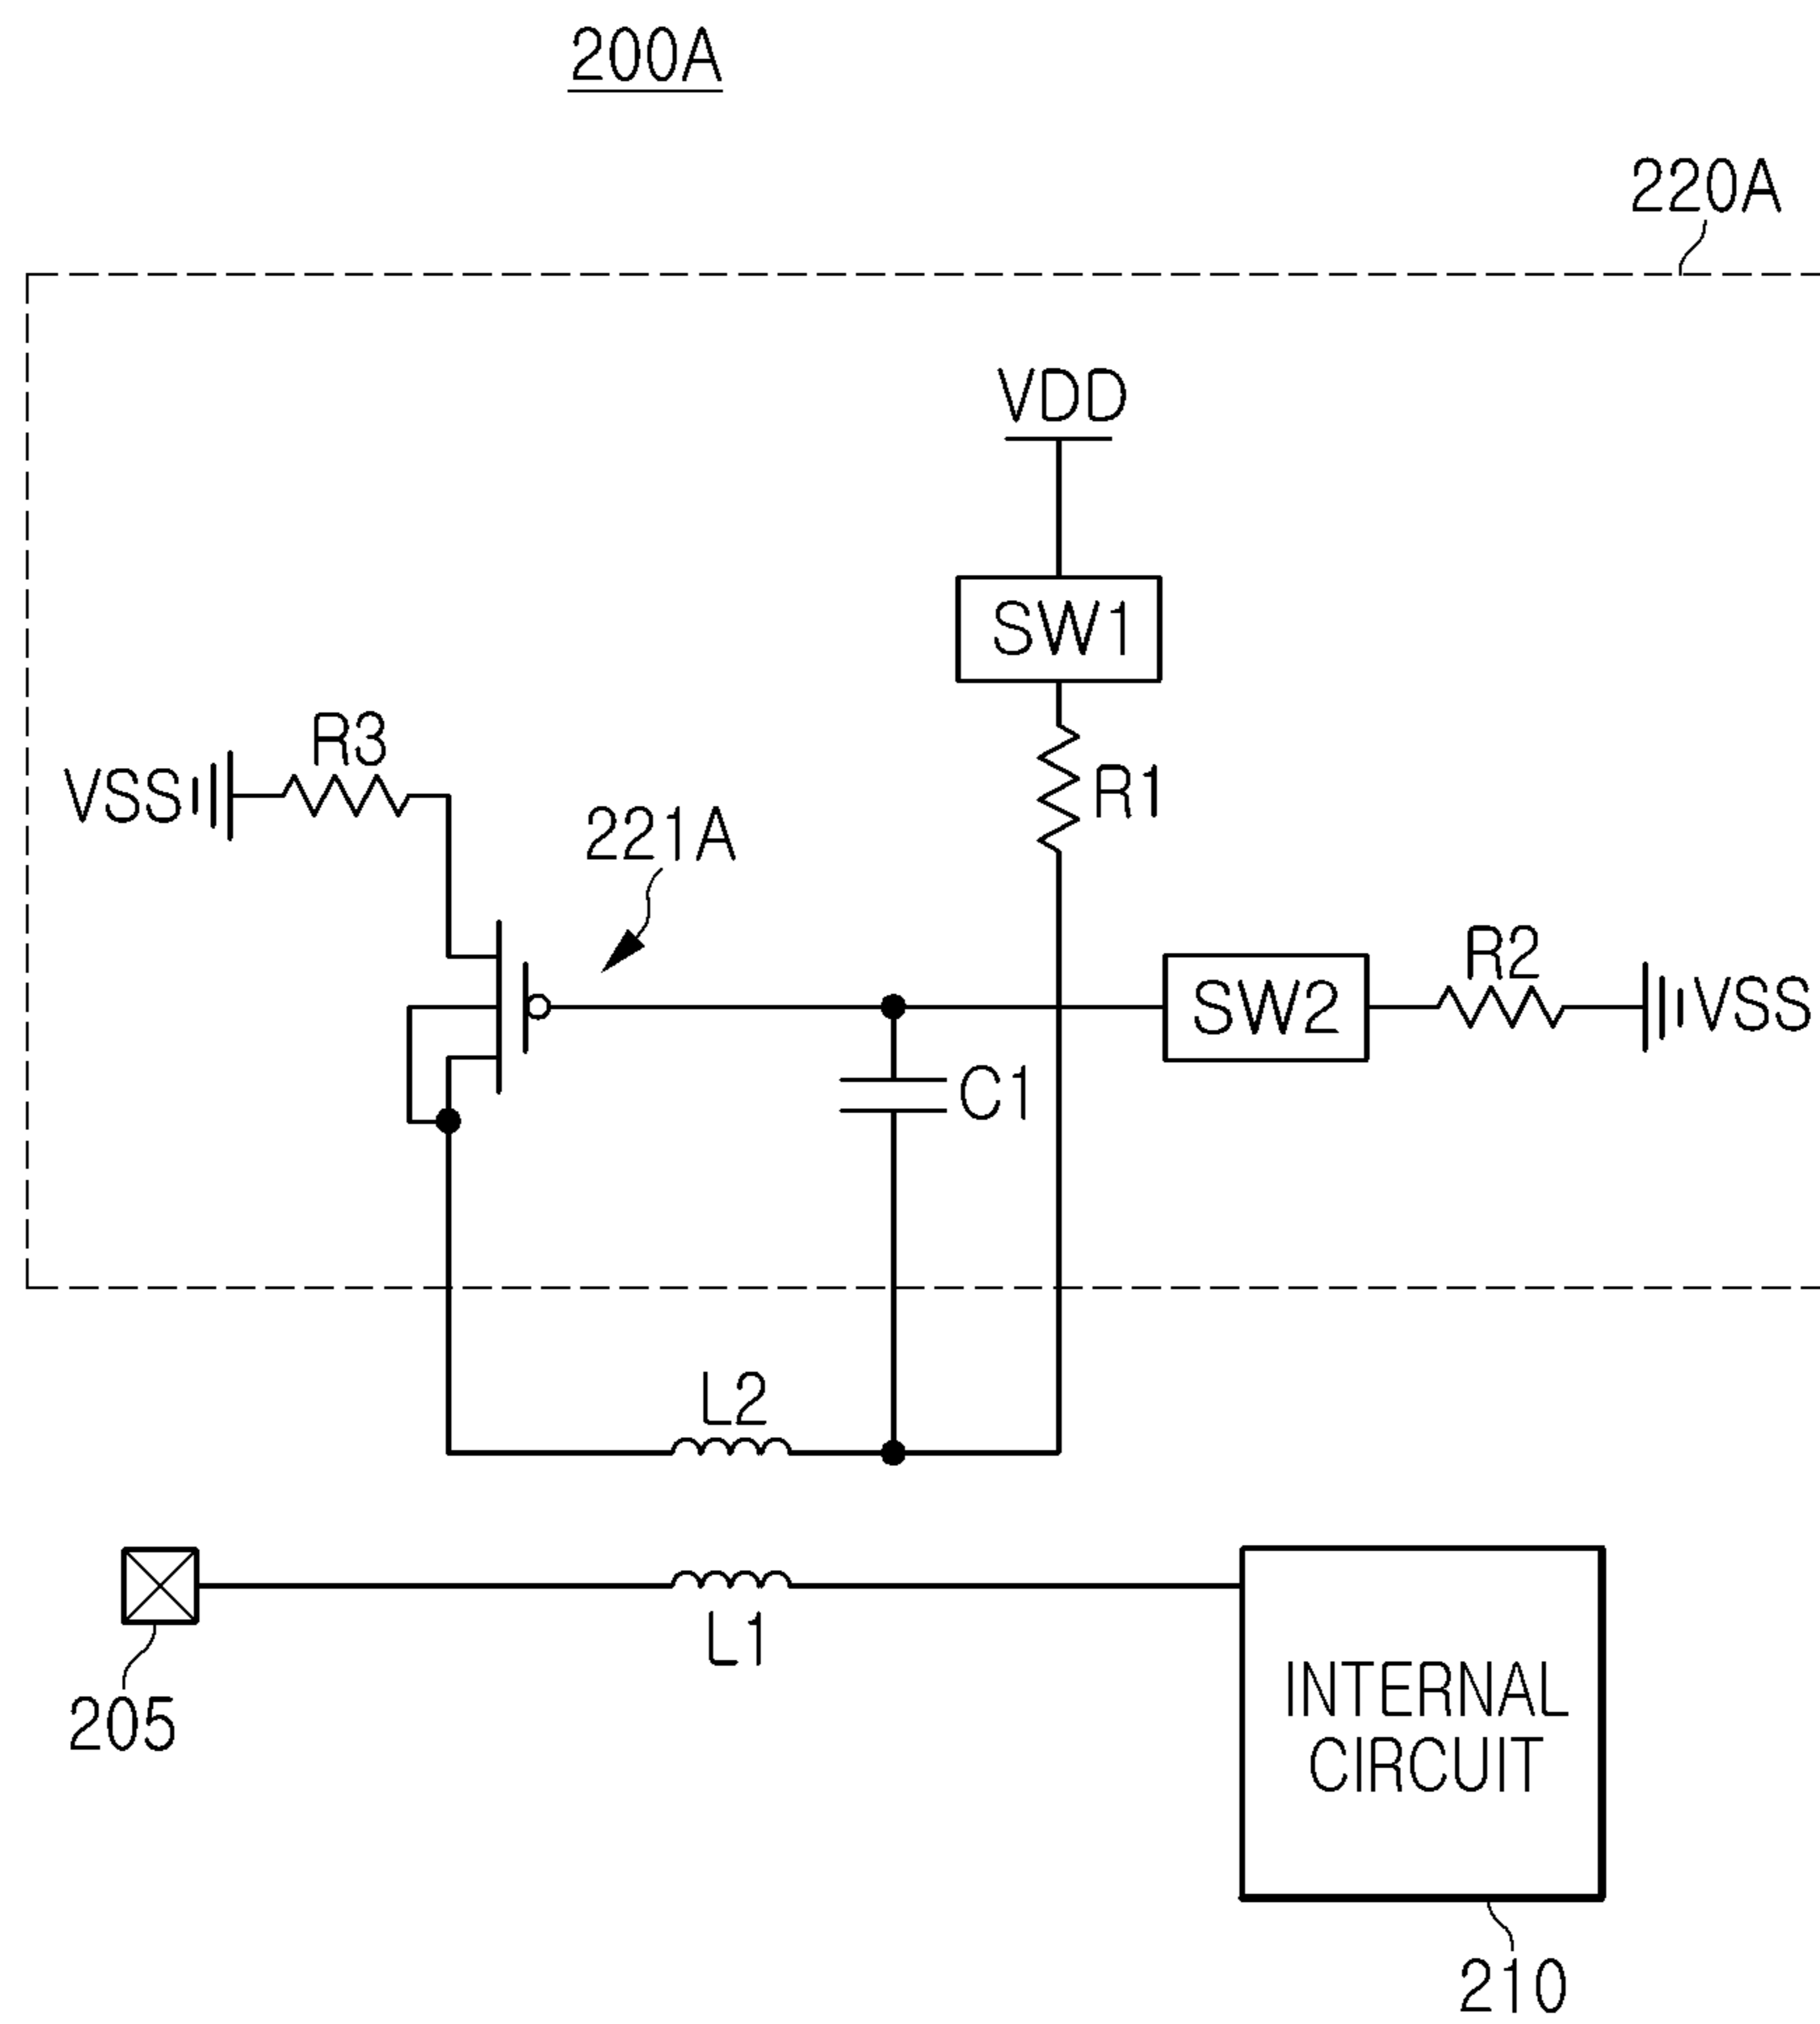 200A
220A
VDD
SW1
R3
VSS
R1
221A
R2
SW2
VSS
C1
L2
L1
205
INTERNAL
CIRCUIT
210